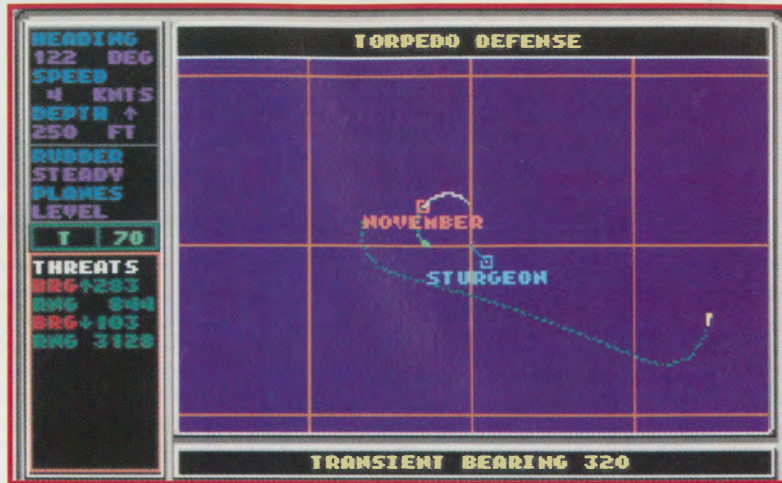 TORPEDO DEFENSE
HEADING
122 DEG
SPEED
4 KNTS
DEPTH ↑
250 FT
RUDDER
STEADY
PLANES
LEVEL
T 70
THREATS
BRG↑283
RNG 844
BRG↓103
RNG 3128
NOVEMBER
STURGEON
TRANSIENT BEARING 320